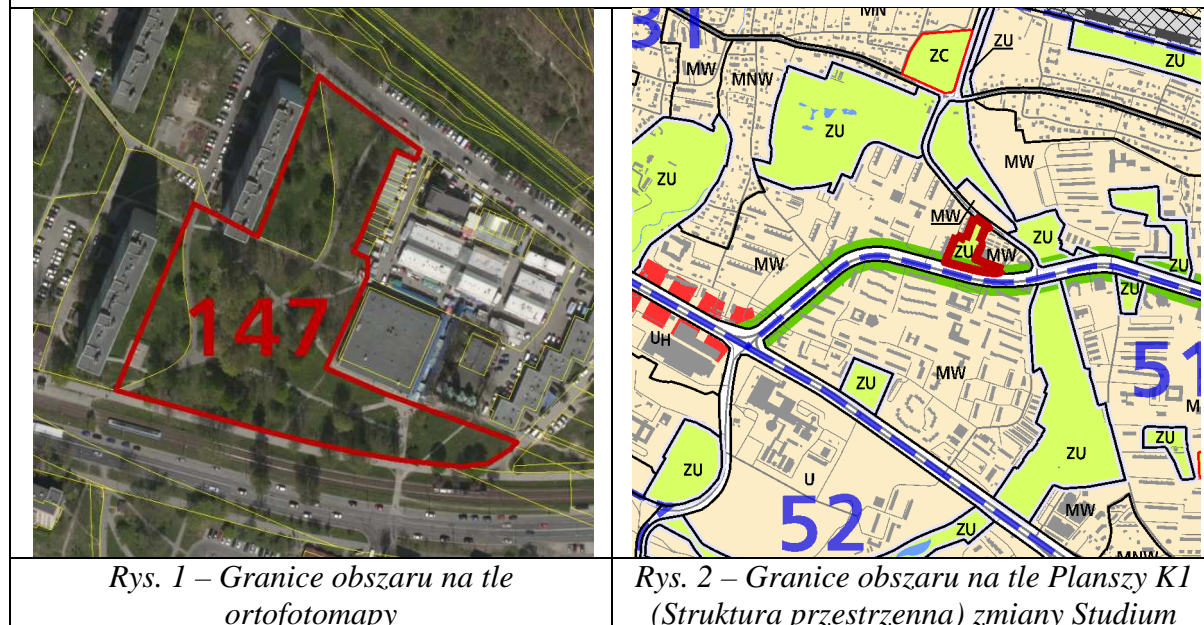 147
31
MN
ZC
ZU
ZU
MW
MNW
ZU
ZU
MW
MW
ZU
MW
ZU
MW
ZU
ZU
UH
ZU
MW
51
M
ZU
ZU
ZU
U
52
MW
ZU
MNW
Rys. 1 – Granice obszaru na tle
ortofotomapy
Rys. 2 – Granice obszaru na tle Planszy K1
(Struktura przestrzenna) zmiany Studium